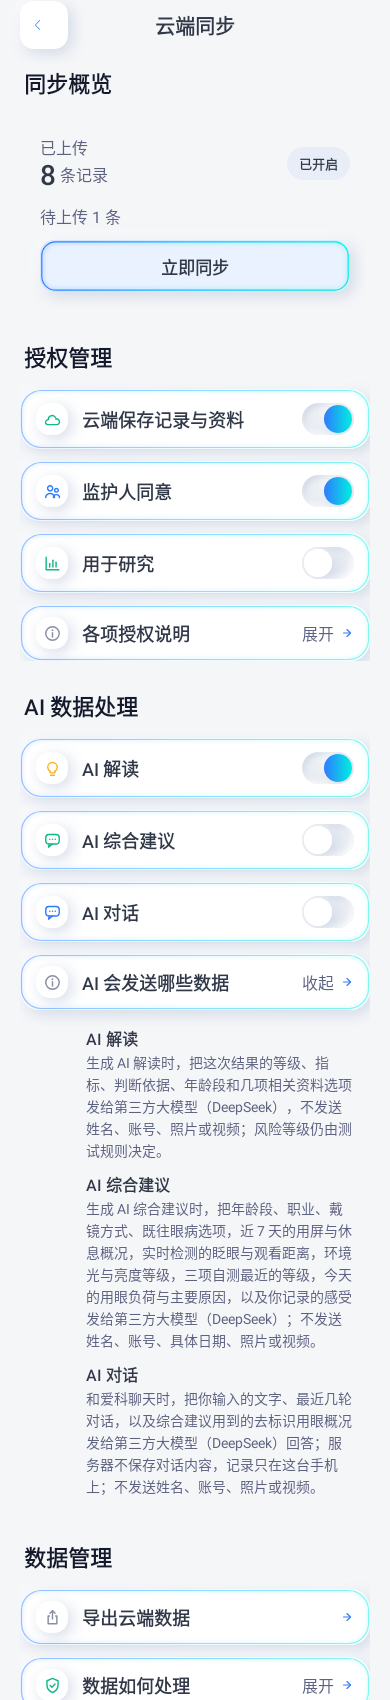 云端同步
同步概览
已上传
8 条记录
已开启
待上传 1 条
立即同步
授权管理
云端保存记录与资料
监护人同意
用于研究
各项授权说明 展开
AI 数据处理
AI 解读
AI 综合建议
AI 对话
AI 会发送哪些数据 收起
AI 解读
生成 AI 解读时，把这次结果的等级、指
标、判断依据、年龄段和几项相关资料选项
发给第三方大模型（DeepSeek），不发送
姓名、账号、照片或视频；风险等级仍由测
试规则决定。
AI 综合建议
生成 AI 综合建议时，把年龄段、职业、戴
镜方式、既往眼病选项，近 7 天的用屏与休
息概况，实时检测的眨眼与观看距离，环境
光与亮度等级，三项自测最近的等级，今天
的用眼负荷与主要原因，以及你记录的感受
发给第三方大模型（DeepSeek）；不发送
姓名、账号、具体日期、照片或视频。
AI 对话
和爱科聊天时，把你输入的文字、最近几轮
对话，以及综合建议用到的去标识用眼概况
发给第三方大模型（DeepSeek）回答；服
务器不保存对话内容，记录只在这台手机
上；不发送姓名、账号、照片或视频。
数据管理
导出云端数据
数据如何处理 展开